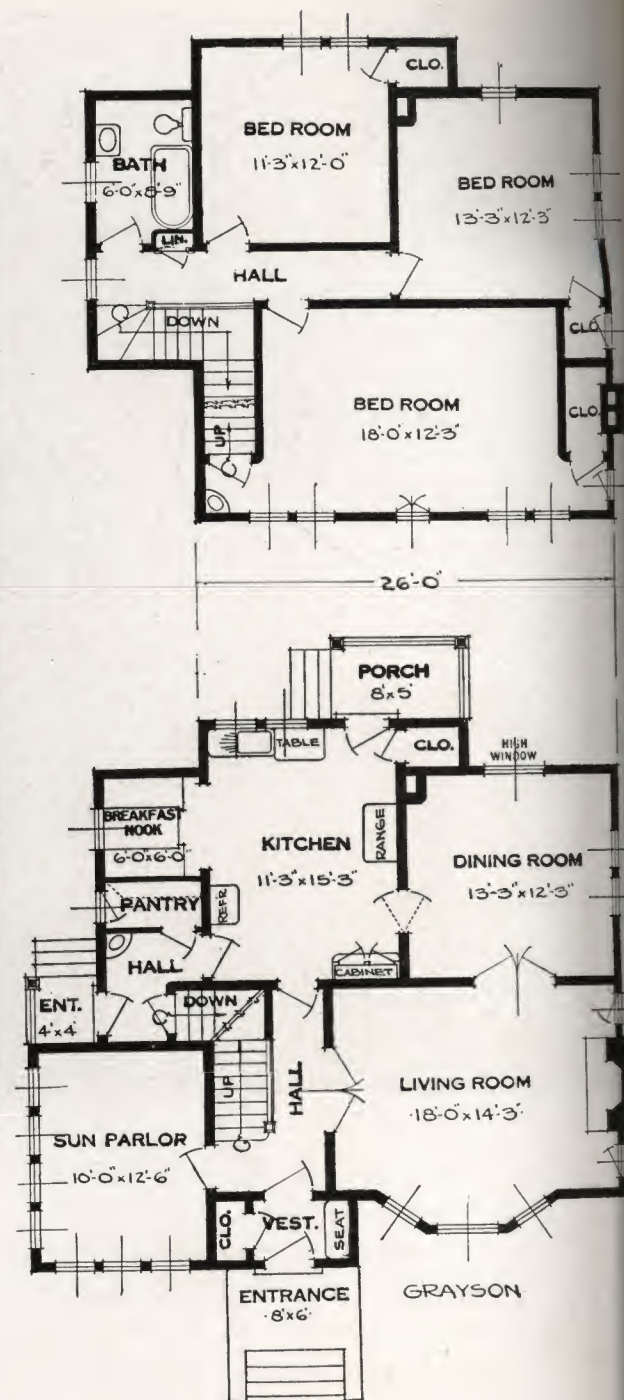 CLO.
BED ROOM
11'-3"x12'-0"
BATH
6'-0"x8'-9"
BED ROOM
13'-3"x12'-3"
LIN.
HALL
DOWN
CLO.
UP
BED ROOM
18'-0"x12'-3"
CLO.
26'-0"
PORCH
8'x5'
TABLE
CLO.
HIGH
WINDOW
BREAKFAST
NOOK
6'-0"x6'-0"
KITCHEN
11'-3"x15'-3"
RANGE
DINING ROOM
13'-3"x12'-3"
PANTRY
REFR
HALL
CABINET
ENT.
4'x4'
DOWN
UP
HALL
LIVING ROOM
18'-0"x14'-3"
SUN PARLOR
10'-0"x12'-6"
CLO.
VEST.
SEAT
ENTRANCE
8'x6'
GRAYSON